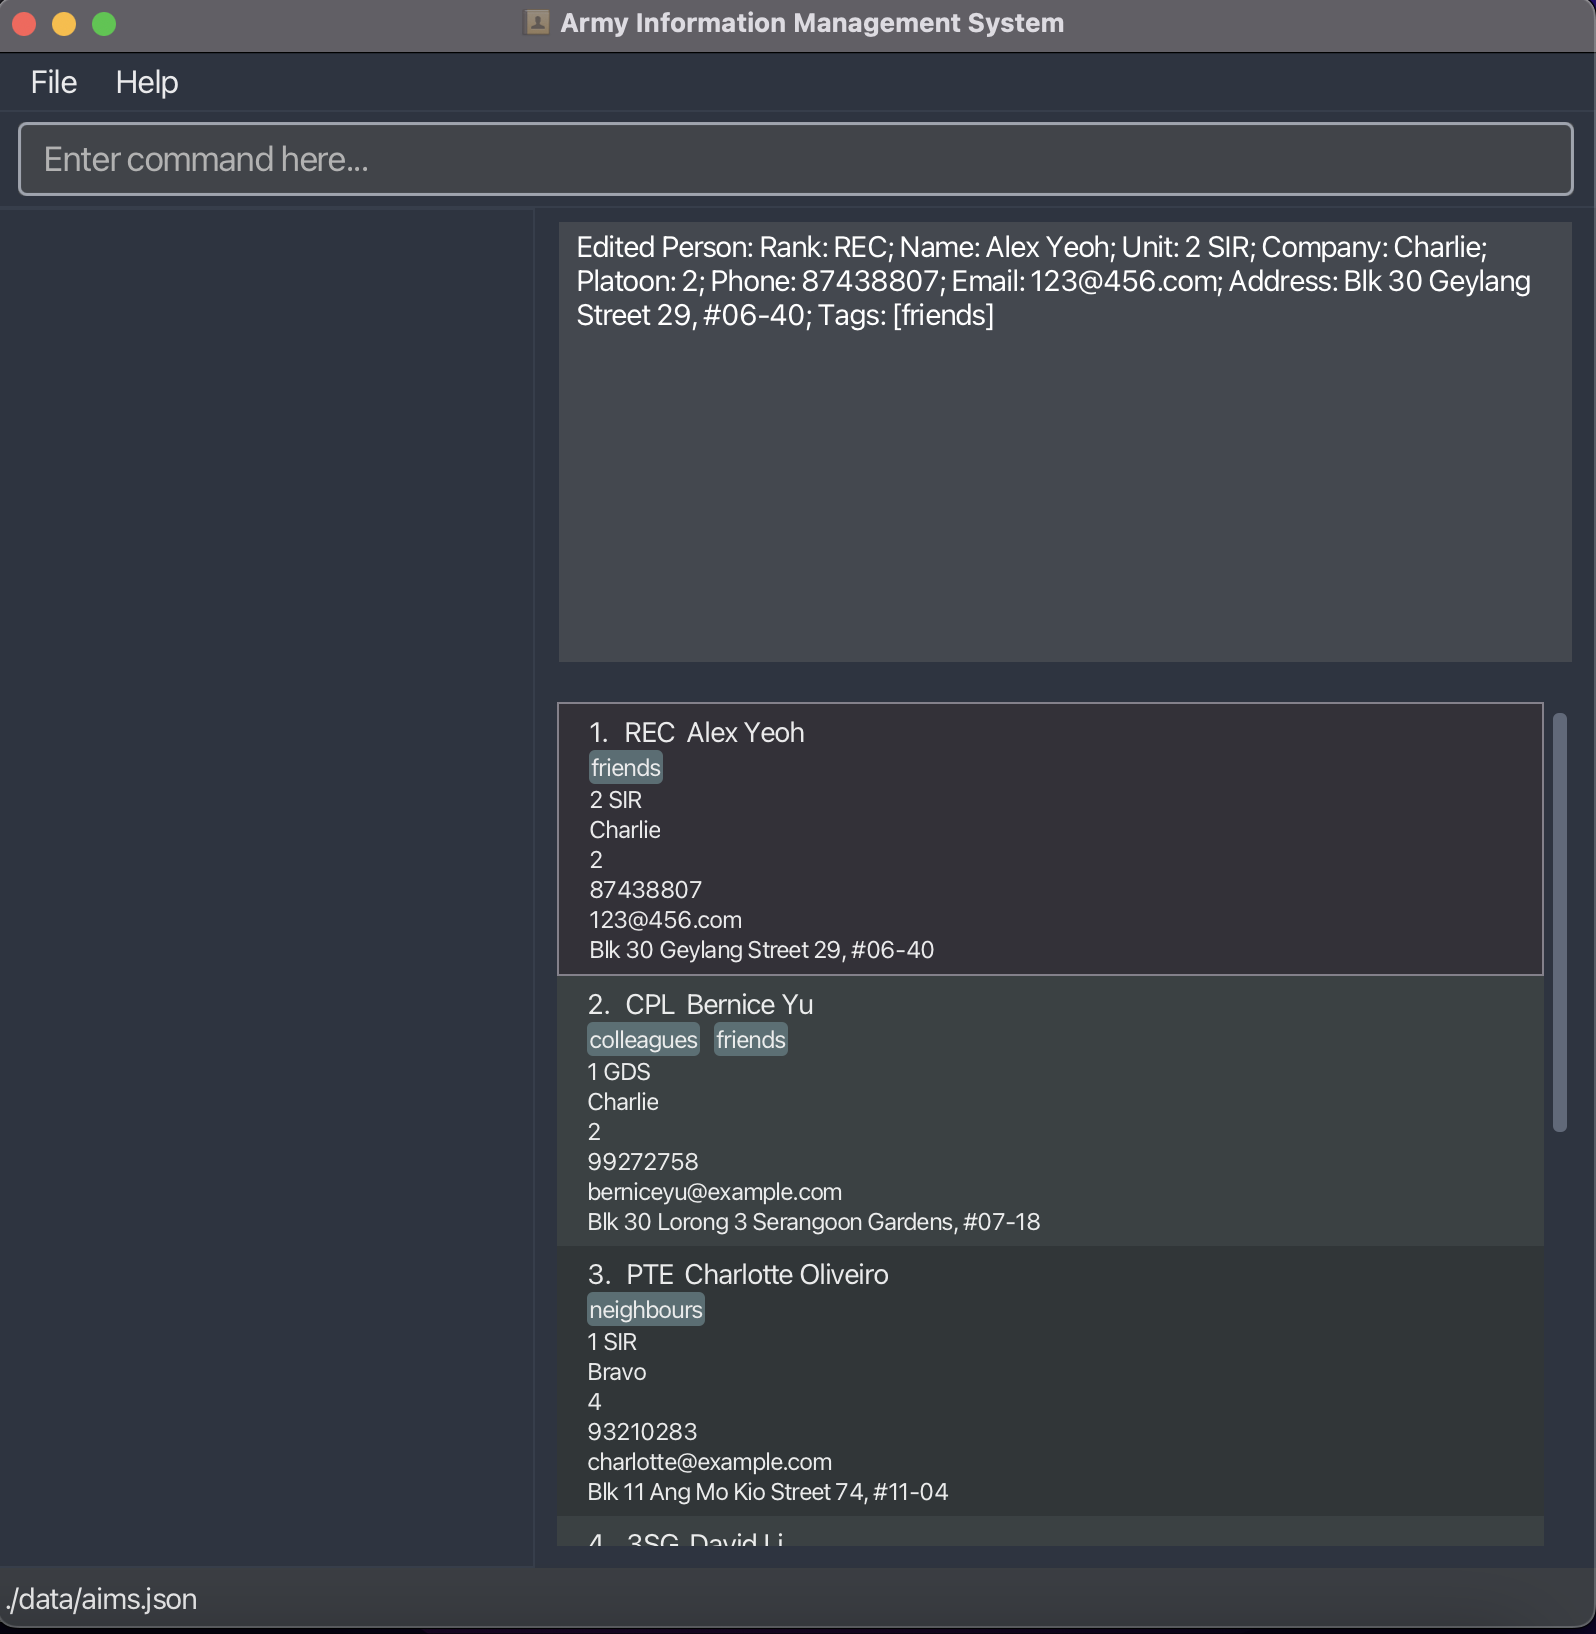 Army Information Management System
File Help
Enter command here...
Edited Person: Rank: REC; Name: Alex Yeoh; Unit: 2 SIR; Company: Charlie;
Platoon: 2; Phone: 87438807; Email: 123@456.com; Address: Blk 30 Geylang
Street 29, #06-40; Tags: [friends]
1. REC Alex Yeoh
friends
2 SIR
Charlie
2
87438807
123@456.com
Blk 30 Geylang Street 29, #06-40
2. CPL Bernice Yu
colleagues friends
1 GDS
Charlie
2
99272758
berniceyu@example.com
Blk 30 Lorong 3 Serangoon Gardens, #07-18
3. PTE Charlotte Oliveiro
neighbours
1 SIR
Bravo
4
93210283
charlotte@example.com
Blk 11 Ang Mo Kio Street 74, #11-04
4. 3SG David Li
./data/aims.json